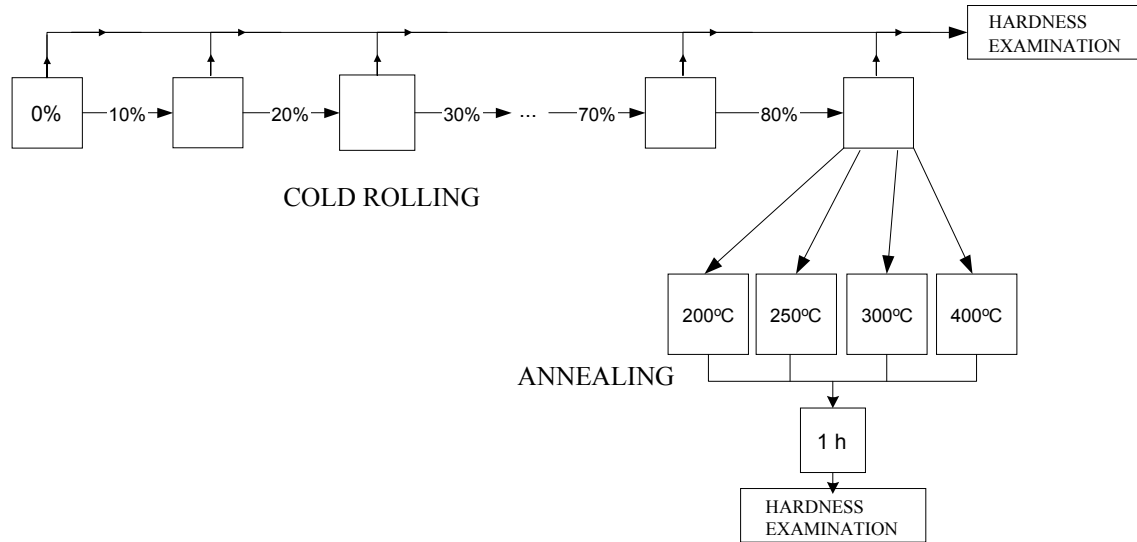 HARDNESS
EXAMINATION
0%
10%
20%
30%
...
70%
80%
COLD ROLLING
200ºC
250ºC
300ºC
400ºC
ANNEALING
1 h
HARDNESS
EXAMINATION